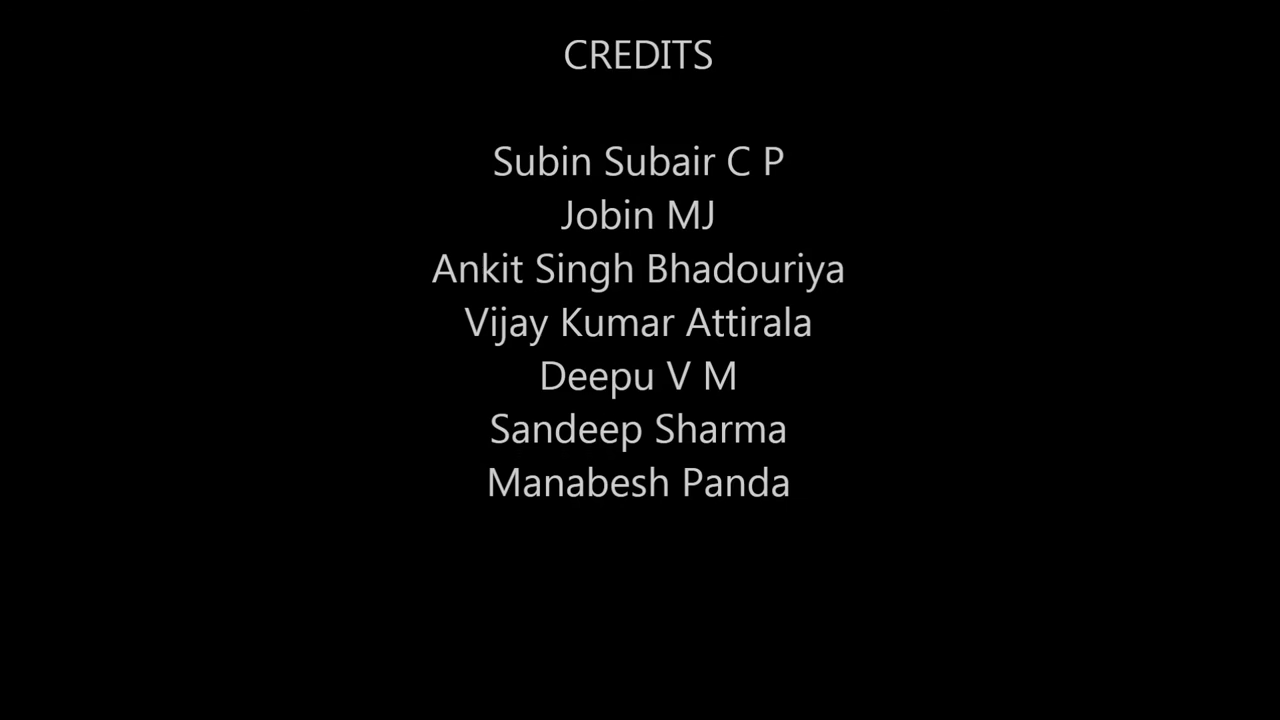 CREDITS
Subin Subair C P
Jobin MJ
Ankit Singh Bhadouriya
Vijay Kumar Attirala
Deepu V M
Sandeep Sharma
Manabesh Panda